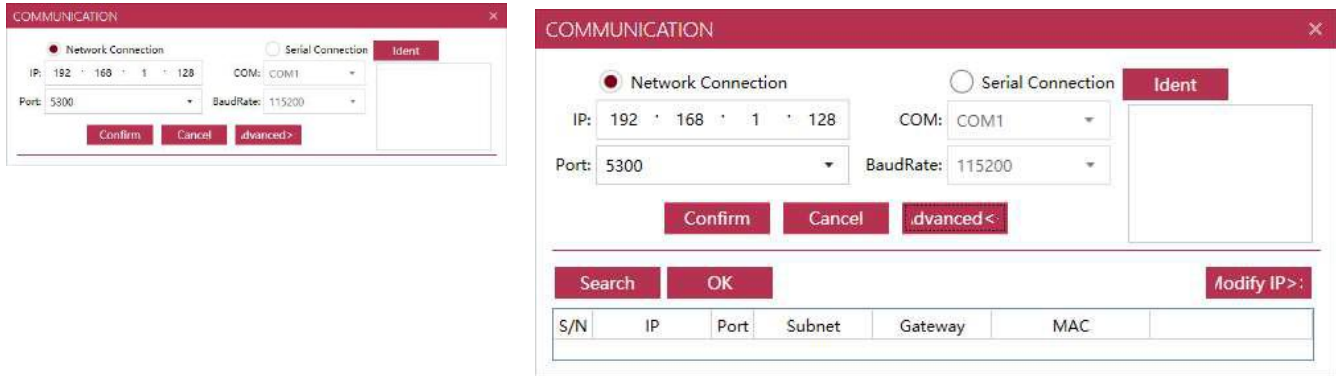 COMMUNICATION ×
Network Connection Serial Connection Ident
IP: 192 · 168 · 1 · 128 COM: COM1
Port: 5300 BaudRate: 115200
Confirm Cancel dvanced>
COMMUNICATION ×
Network Connection Serial Connection Ident
IP: 192 · 168 · 1 · 128 COM: COM1
Port: 5300 BaudRate: 115200
Confirm Cancel dvanced<
Search OK Modify IP>>
S/N IP Port Subnet Gateway MAC